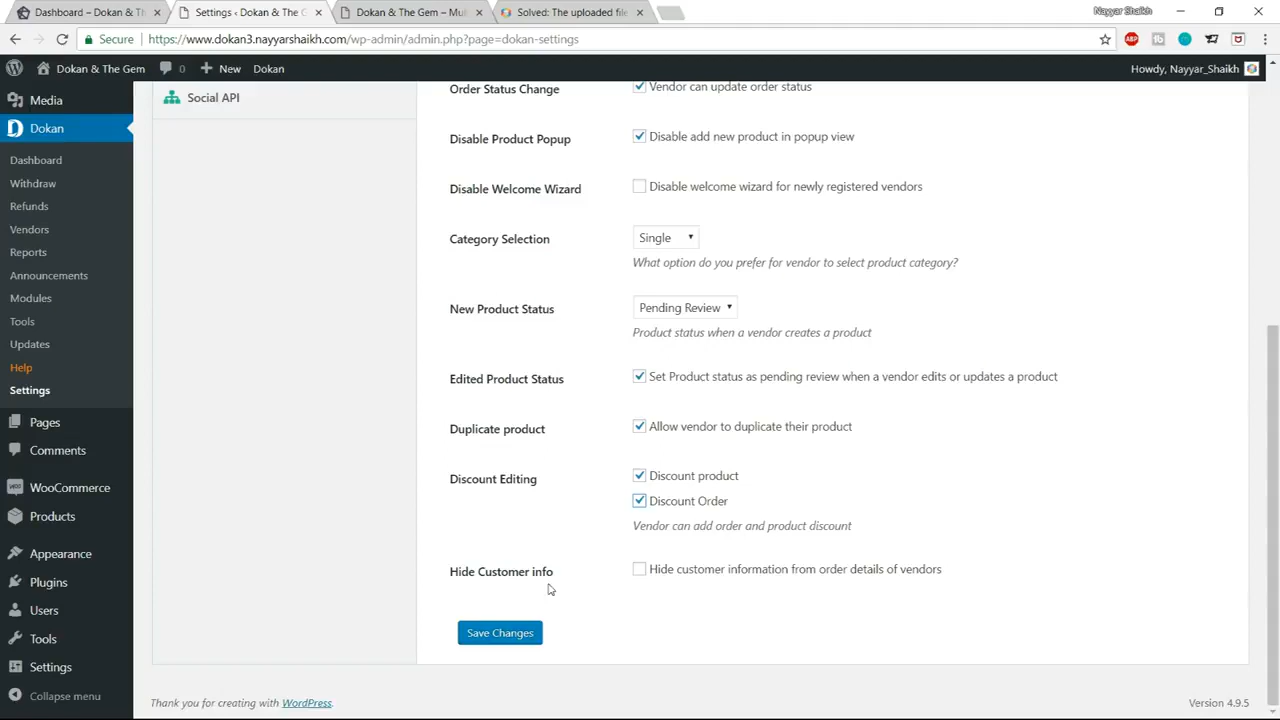 Dashboard – Dokan & Th
Settings ‹ Dokan & The G
Dokan & The Gem – Mul
Solved: The uploaded file
Nayyar Shaikh
Secure
https://www.dokan3.nayyarshaikh.com/wp-admin/admin.php?page=dokan-settings
ABP
Dokan & The Gem
0
New
Dokan
Howdy, Nayyar_Shaikh
Media
Dokan
Dashboard
Withdraw
Refunds
Vendors
Reports
Announcements
Modules
Tools
Updates
Help
Settings
Pages
Comments
WooCommerce
Products
Appearance
Plugins
Users
Tools
Settings
Collapse menu
Social API
Order Status Change
Vendor can update order status
Disable Product Popup
Disable add new product in popup view
Disable Welcome Wizard
Disable welcome wizard for newly registered vendors
Category Selection
Single
What option do you prefer for vendor to select product category?
New Product Status
Pending Review
Product status when a vendor creates a product
Edited Product Status
Set Product status as pending review when a vendor edits or updates a product
Duplicate product
Allow vendor to duplicate their product
Discount Editing
Discount product
Discount Order
Vendor can add order and product discount
Hide Customer info
Hide customer information from order details of vendors
Save Changes
Thank you for creating with WordPress.
Version 4.9.5